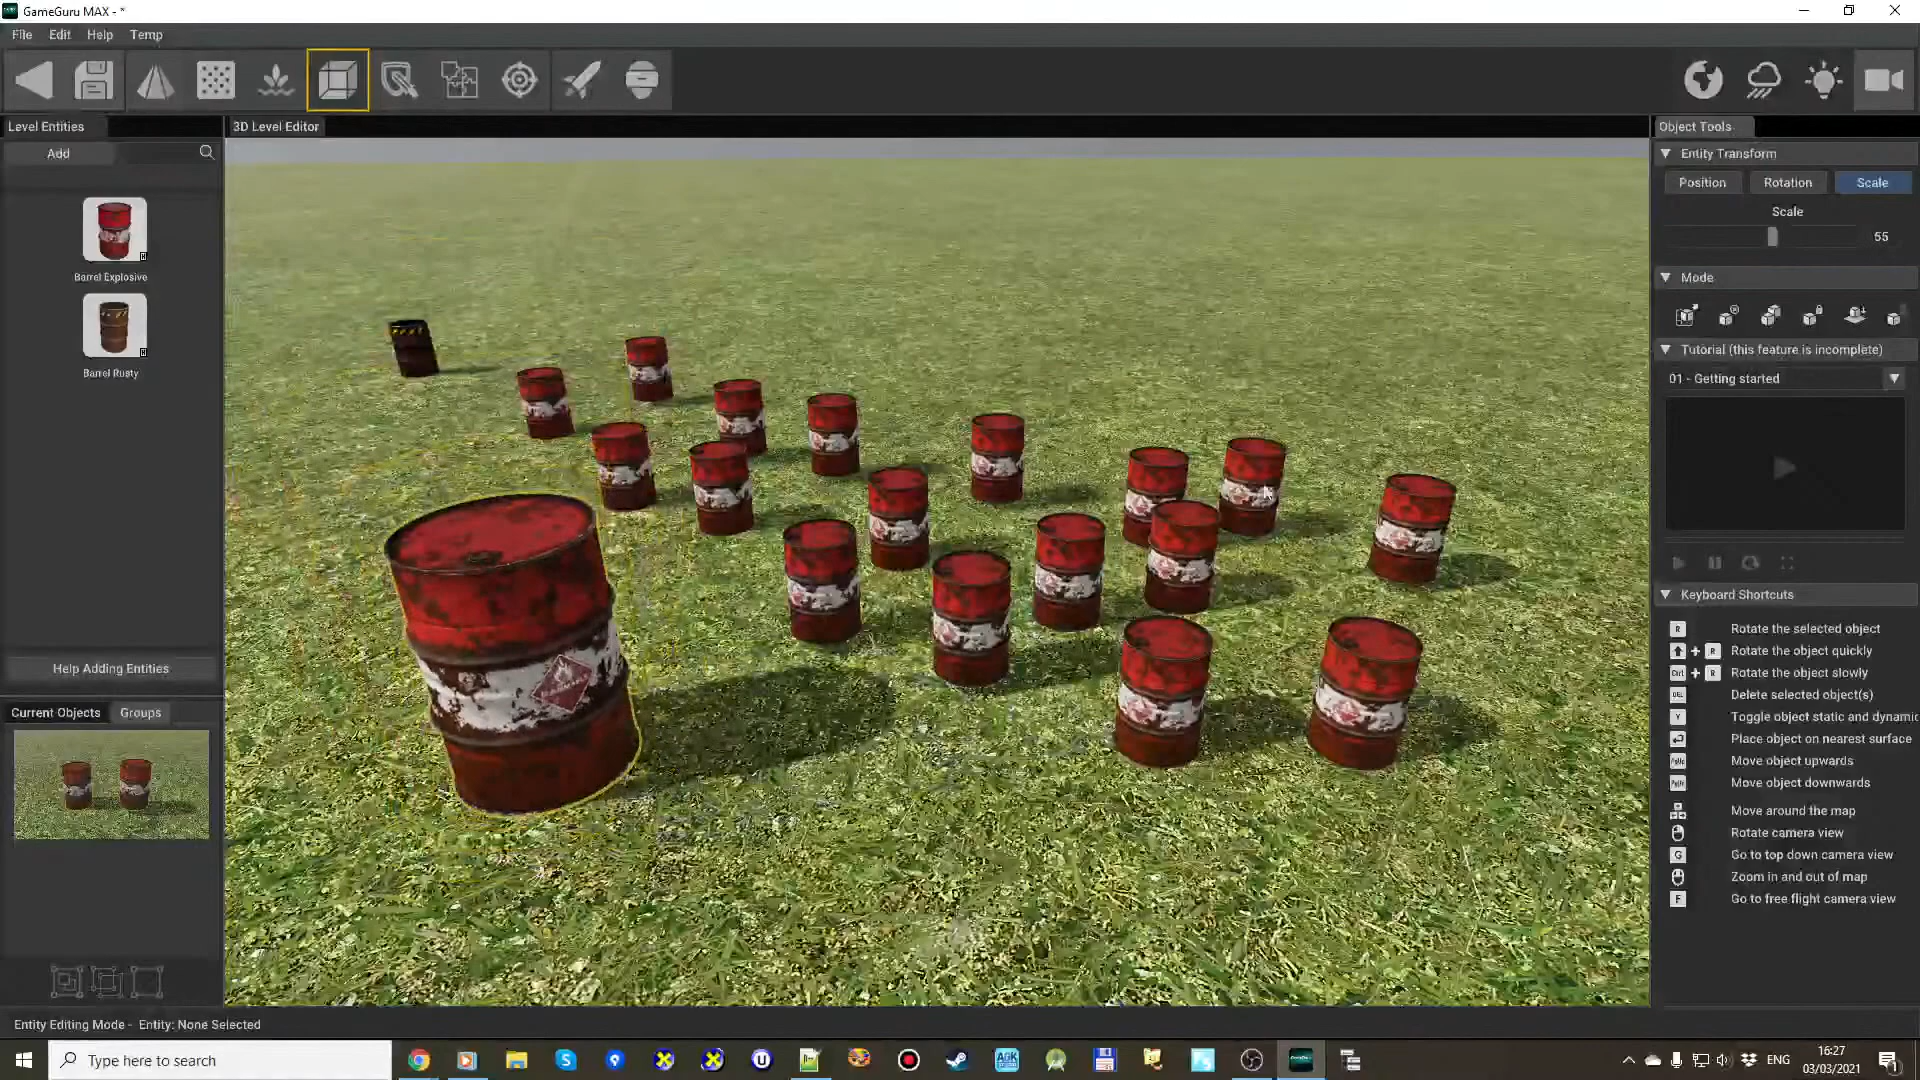 GameGuru MAX - *
File Edit Help Temp
Level Entities
3D Level Editor
Object Tools
Add
Entity Transform
Position Rotation Scale
Scale
55
Barrel Explosive
Mode
Tutorial (this feature is incomplete)
Barrel Rusty
01 - Getting started
Keyboard Shortcuts
R Rotate the selected object
+ R Rotate the object quickly
Ctrl + R Rotate the object slowly
DEL Delete selected object(s)
Y Toggle object static and dynamic
Place object on nearest surface
Move object upwards
Move object downwards
Move around the map
Rotate camera view
G Go to top down camera view
Zoom in and out of map
F Go to free flight camera view
Help Adding Entities
Current Objects Groups
Entity Editing Mode - Entity: None Selected
Type here to search
AGK
ENG
16:27
03/03/2021
1